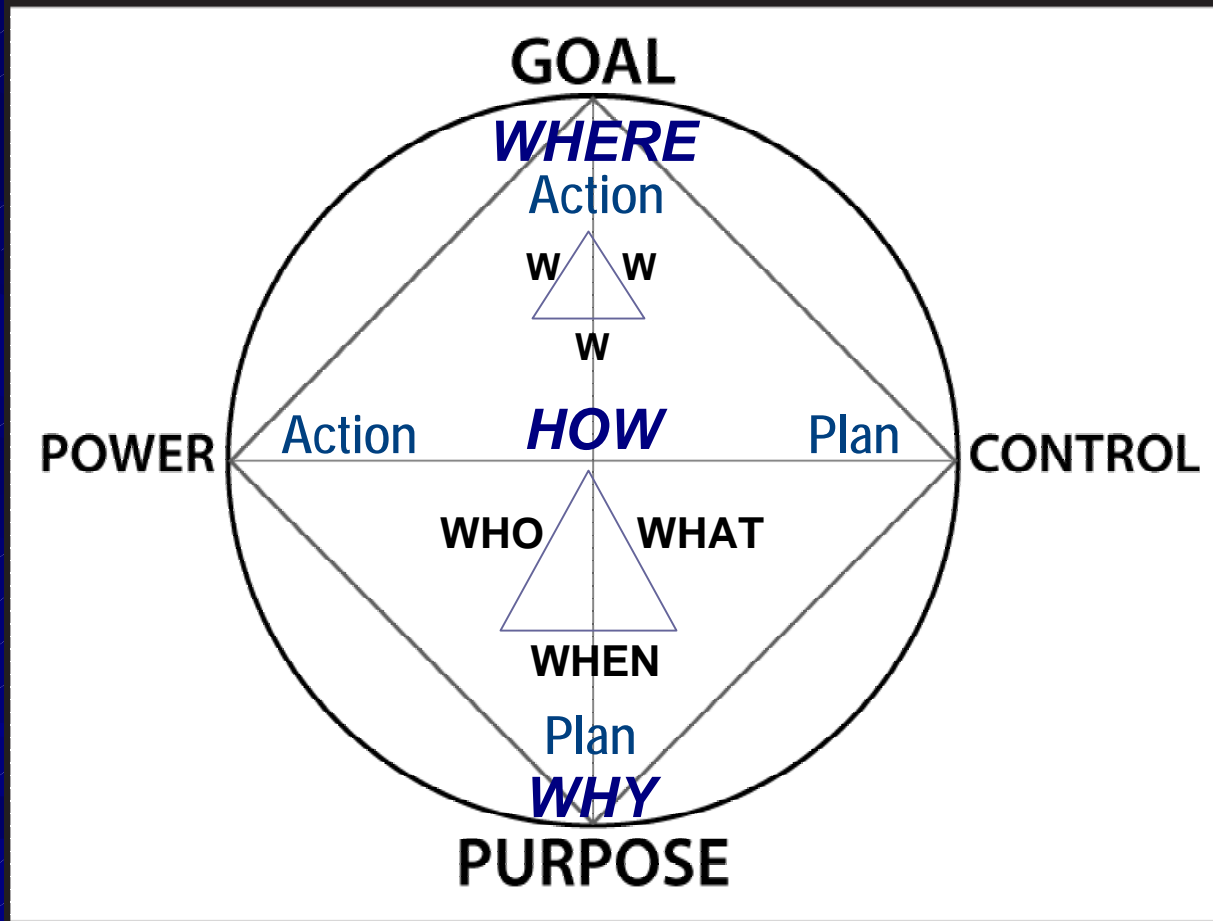 GOAL
WHERE
Action
W W
W
POWER Action HOW Plan CONTROL
WHO WHAT
WHEN
Plan
WHY
PURPOSE